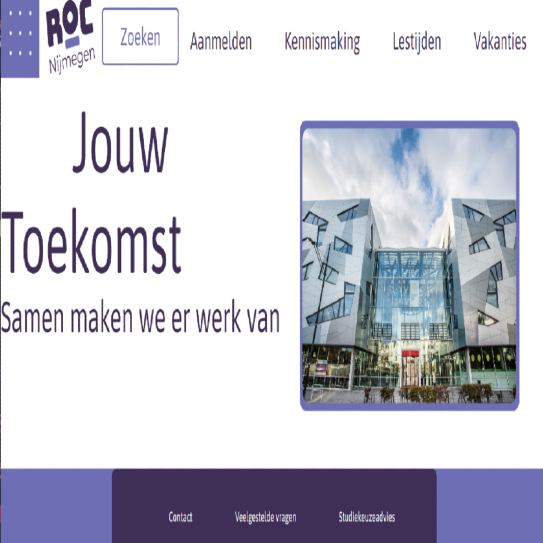 ROC
Nijmegen
Zoeken
Aanmelden
Kennismaking
Lestijden
Vakanties
Jouw
Toekomst
Samen maken we er werk van
Contact
Veelgestelde vragen
Studiekeuzeadvies